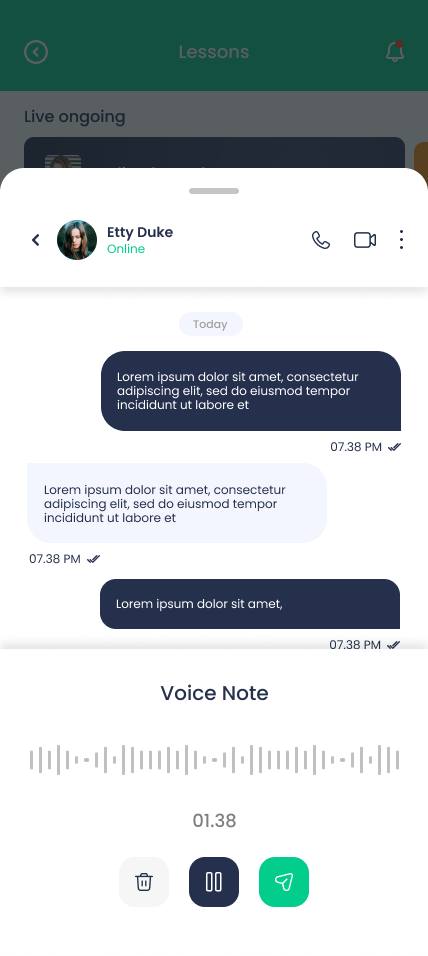 Lessons
Live ongoing
Etty Duke
Online
Today
Lorem ipsum dolor sit amet, consectetur
adipiscing elit, sed do eiusmod tempor
incididunt ut labore et
07.38 PM
Lorem ipsum dolor sit amet, consectetur
adipiscing elit, sed do eiusmod tempor
incididunt ut labore et
07.38 PM
Lorem ipsum dolor sit amet,
07.38 PM
Voice Note
01.38